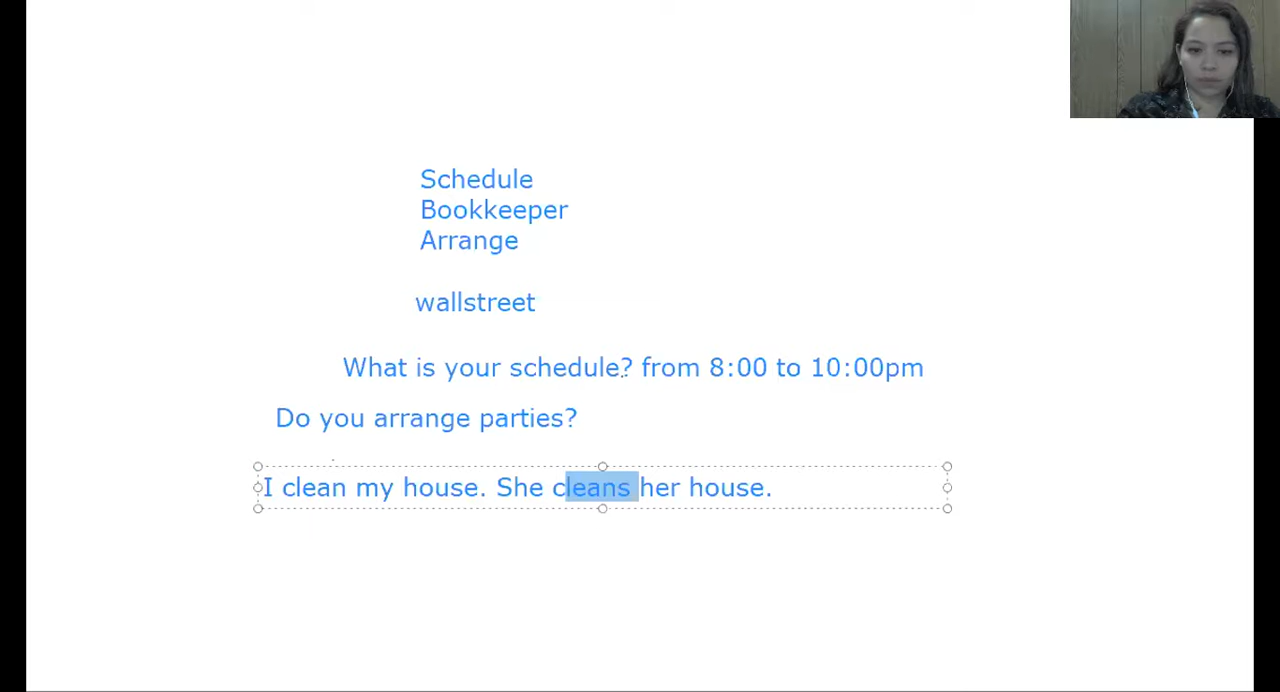 Schedule
Bookkeeper
Arrange
wallstreet
What is your schedule? from 8:00 to 10:00pm
Do you arrange parties?
I clean my house. She cleans her house.